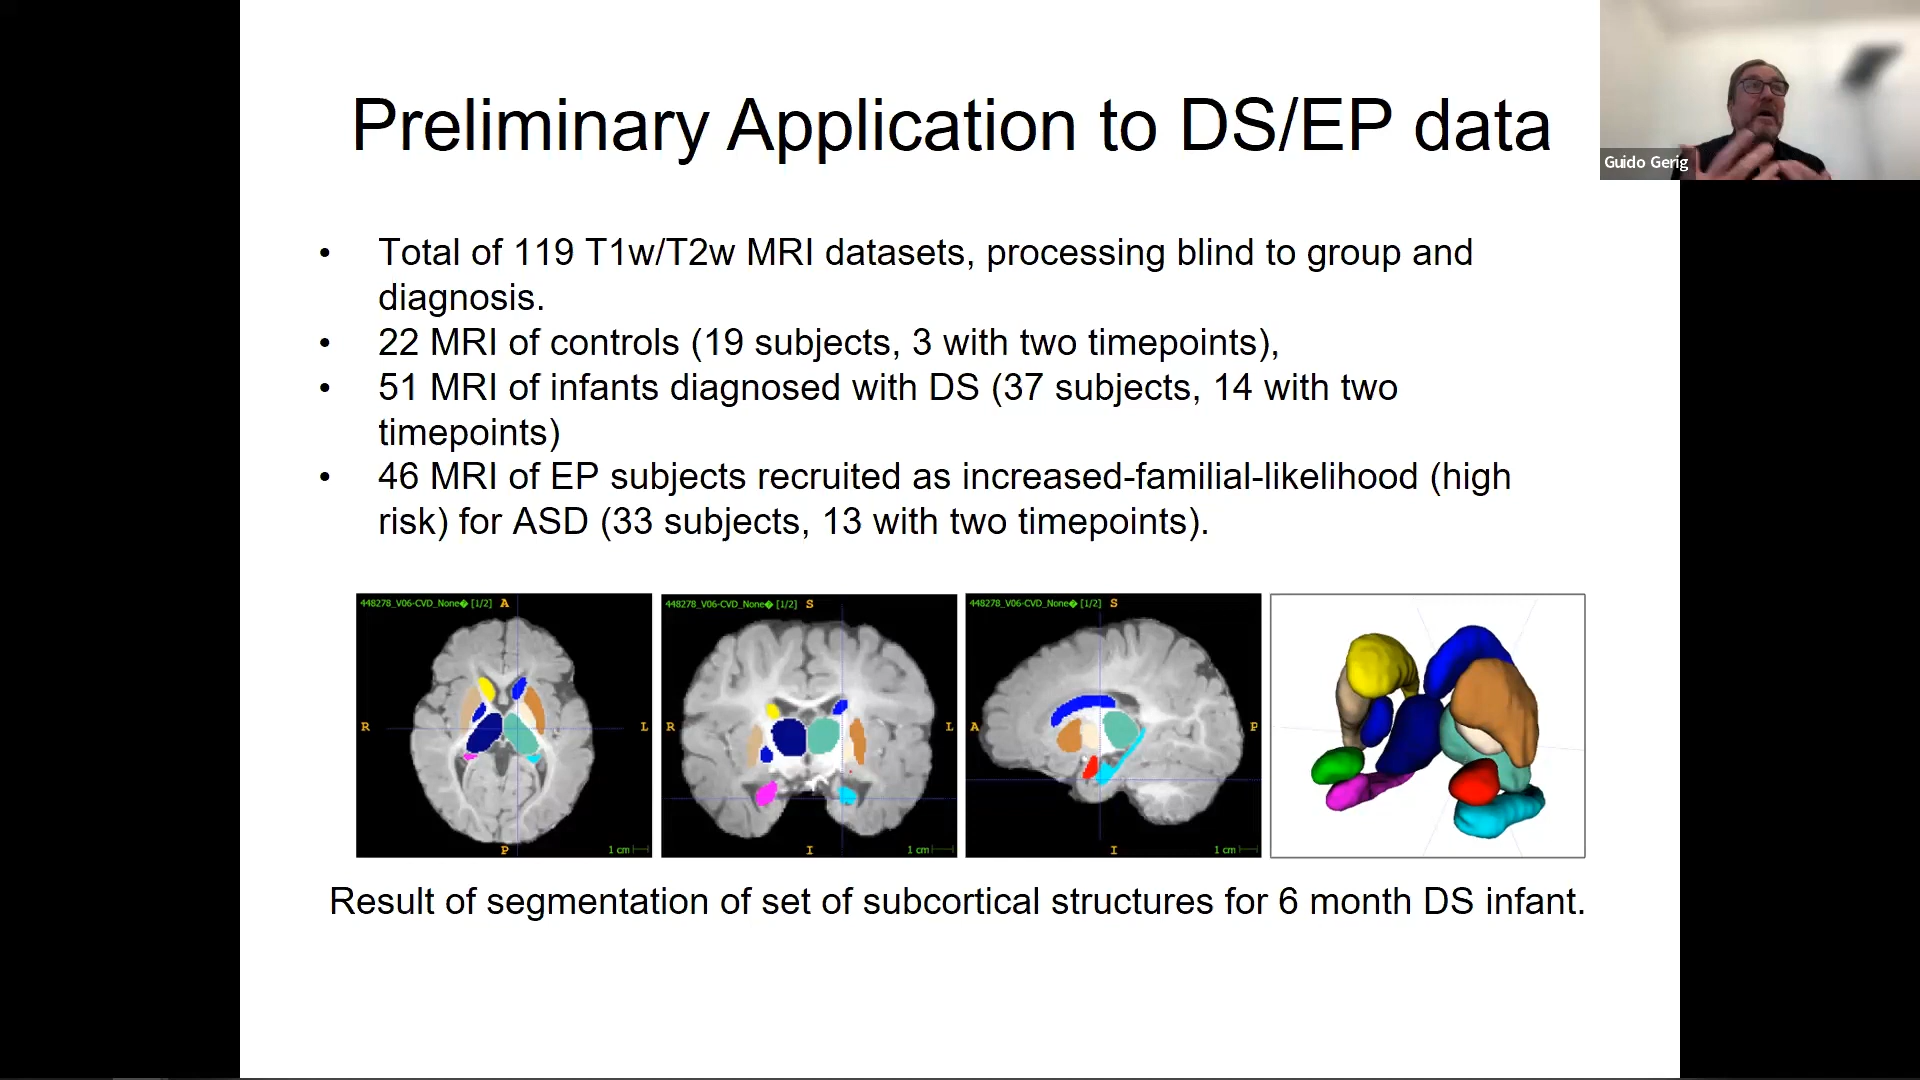 Preliminary Application to DS/EP data
Guido Gerig
• Total of 119 T1w/T2w MRI datasets, processing blind to group and
diagnosis.
• 22 MRI of controls (19 subjects, 3 with two timepoints),
• 51 MRI of infants diagnosed with DS (37 subjects, 14 with two
timepoints)
• 46 MRI of EP subjects recruited as increased-familial-likelihood (high
risk) for ASD (33 subjects, 13 with two timepoints).
448278_V06-CVD_None� [1/2] A
R L
P 1 cm
448278_V06-CVD_None� [1/2] S
R L
I 1 cm
448278_V06-CVD_None� [1/2] S
A P
I 1 cm
Result of segmentation of set of subcortical structures for 6 month DS infant.